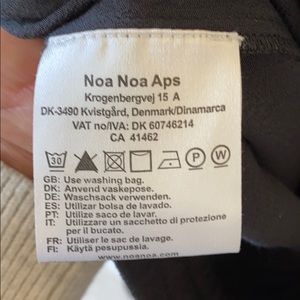 Noa Noa Aps
Krogenbergvej 15 A
DK-3490 Kvistgård, Denmark/Dinamarca
VAT no/IVA: DK 60746214
CA 41462
30 P W
GB: Use washing bag.
DK: Anvend vaskepose.
DE: Waschsack verwenden.
ES: Utilizar bolsa de lavado.
PT: Utilize saco de lavar.
IT: Utilizzare un sacchetto di protezione
per il bucato.
FR: Utiliser le sac de lavage.
FI: Käytä pesupussia.
www.noanoa.com